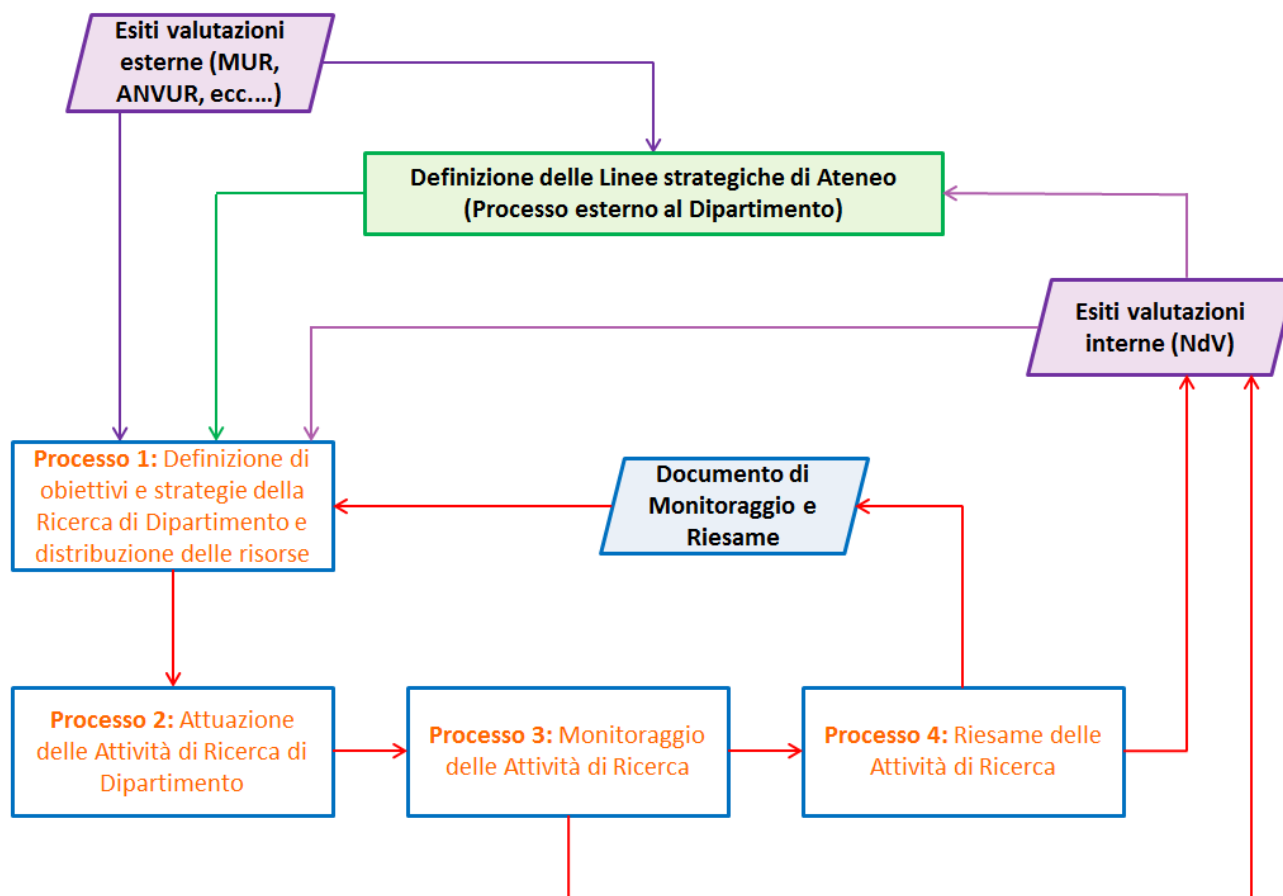 Esiti valutazioni
esterne (MUR,
ANVUR, ecc....)
Definizione delle Linee strategiche di Ateneo
(Processo esterno al Dipartimento)
Esiti valutazioni
interne (NdV)
Processo 1: Definizione di
obiettivi e strategie della
Ricerca di Dipartimento e
distribuzione delle risorse
Documento di
Monitoraggio e
Riesame
Processo 2: Attuazione
delle Attività di Ricerca di
Dipartimento
Processo 3: Monitoraggio
delle Attività di Ricerca
Processo 4: Riesame delle
Attività di Ricerca